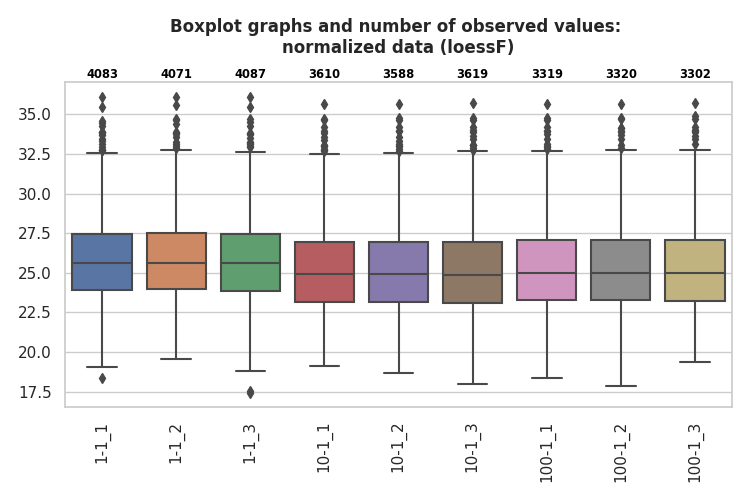 Boxplot graphs and number of observed values:
normalized data (loessF)
4083 4071 4087 3610 3588 3619 3319 3320 3302
35.0
32.5
30.0
27.5
25.0
22.5
20.0
17.5
1-1_1 1-1_2 1-1_3 10-1_1 10-1_2 10-1_3 100-1_1 100-1_2 100-1_3